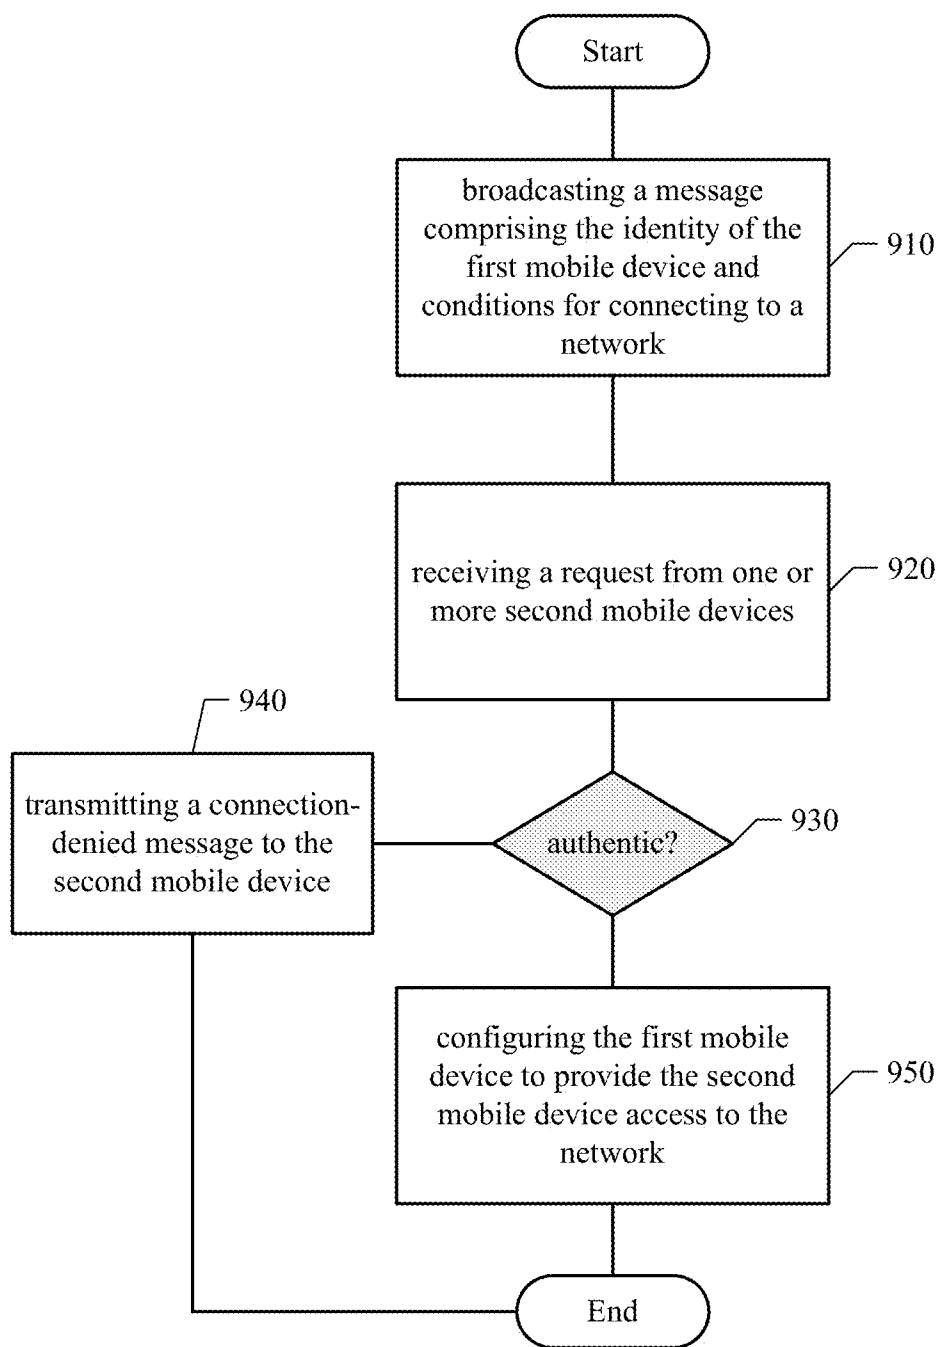 Start
broadcasting a message
comprising the identity of the
first mobile device and
conditions for connecting to a
network
910
receiving a request from one or
more second mobile devices
920
940
transmitting a connection-
denied message to the
second mobile device
authentic?
930
configuring the first mobile
device to provide the second
mobile device access to the
network
950
End